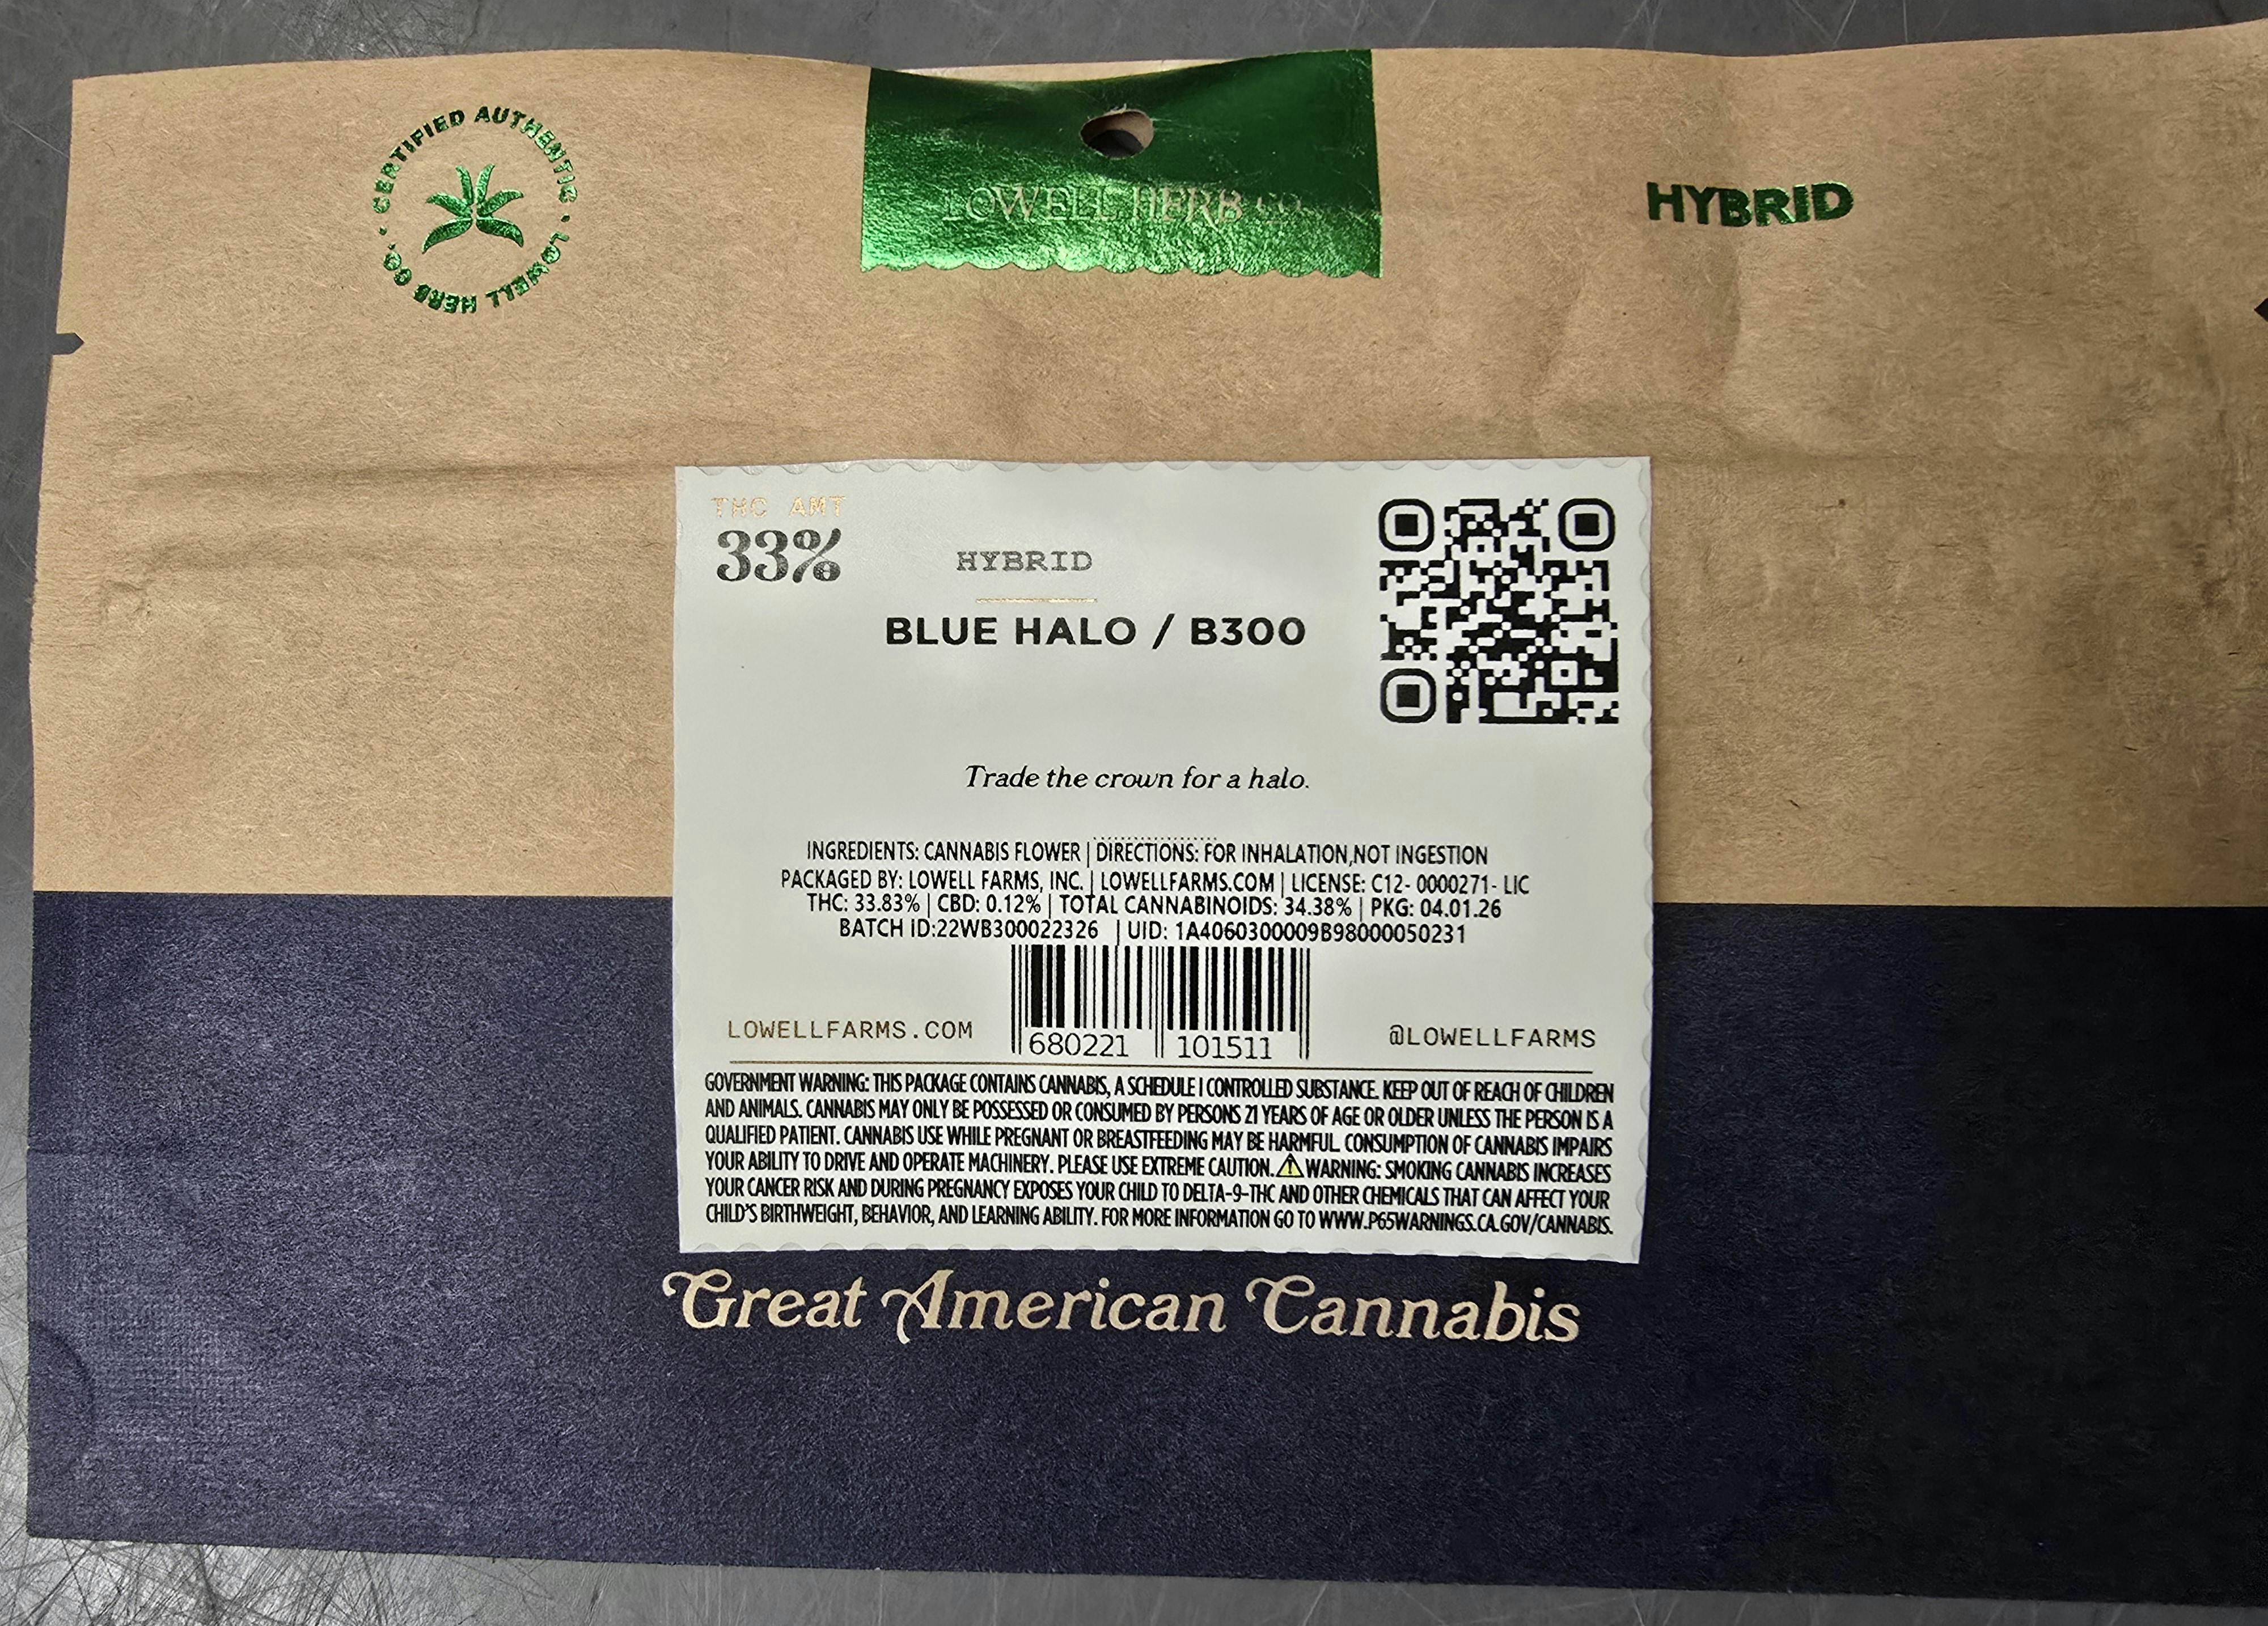 · CERTIFIED AUTHENTIC · LOWELL HERB CO.
LOWELL HERB CO.
HYBRID
THC AMT
33%
HYBRID
BLUE HALO / B300
Trade the crown for a halo.
INGREDIENTS: CANNABIS FLOWER | DIRECTIONS: FOR INHALATION,NOT INGESTION
PACKAGED BY: LOWELL FARMS, INC. | LOWELLFARMS.COM | LICENSE: C12- 0000271- LIC
THC: 33.83% | CBD: 0.12% | TOTAL CANNABINOIDS: 34.38% | PKG: 04.01.26
BATCH ID:22WB300022326 | UID: 1A4060300009B98000050231
680221 101511
LOWELLFARMS.COM
@LOWELLFARMS
GOVERNMENT WARNING: THIS PACKAGE CONTAINS CANNABIS, A SCHEDULE I CONTROLLED SUBSTANCE. KEEP OUT OF REACH OF CHILDREN
AND ANIMALS. CANNABIS MAY ONLY BE POSSESSED OR CONSUMED BY PERSONS 21 YEARS OF AGE OR OLDER UNLESS THE PERSON IS A
QUALIFIED PATIENT. CANNABIS USE WHILE PREGNANT OR BREASTFEEDING MAY BE HARMFUL. CONSUMPTION OF CANNABIS IMPAIRS
YOUR ABILITY TO DRIVE AND OPERATE MACHINERY. PLEASE USE EXTREME CAUTION. WARNING: SMOKING CANNABIS INCREASES
YOUR CANCER RISK AND DURING PREGNANCY EXPOSES YOUR CHILD TO DELTA-9-THC AND OTHER CHEMICALS THAT CAN AFFECT YOUR
CHILD'S BIRTHWEIGHT, BEHAVIOR, AND LEARNING ABILITY. FOR MORE INFORMATION GO TO WWW.P65WARNINGS.CA.GOV/CANNABIS.
Great American Cannabis